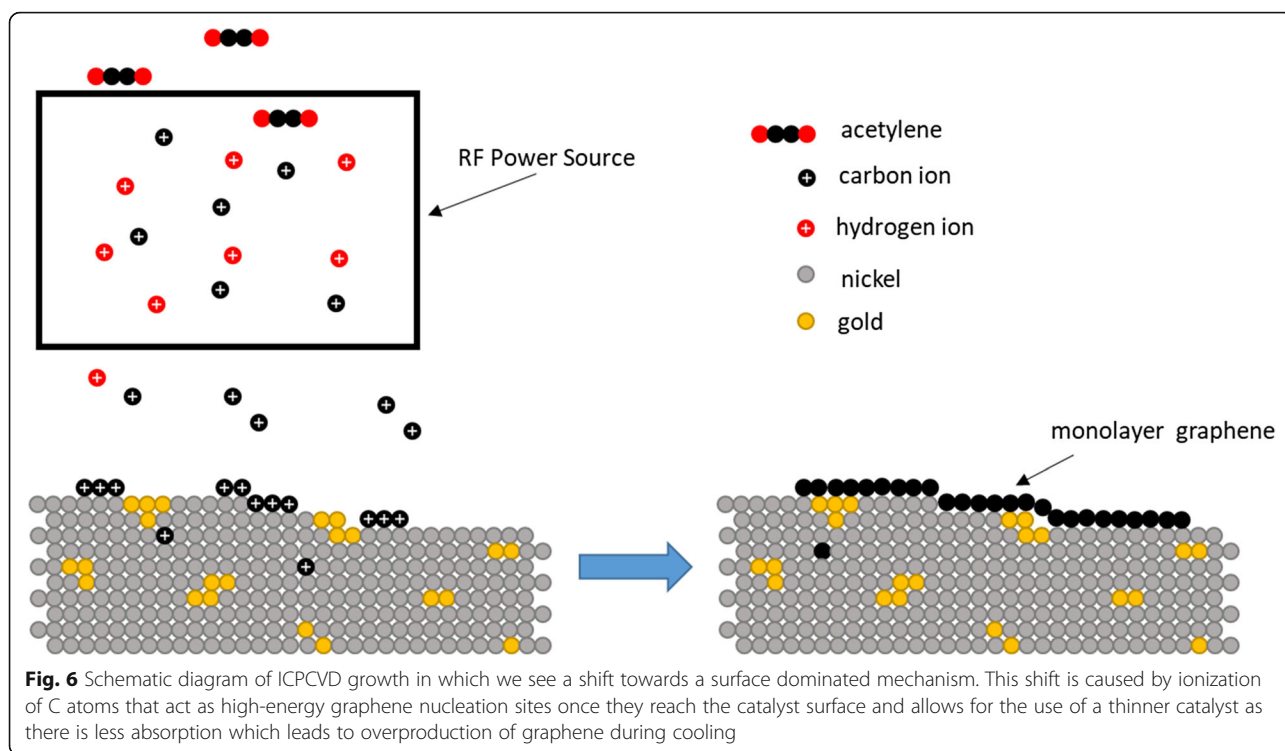 RF Power Source
acetylene
carbon ion
hydrogen ion
nickel
gold
monolayer graphene
Fig. 6 Schematic diagram of ICPCVD growth in which we see a shift towards a surface dominated mechanism. This shift is caused by ionization
of C atoms that act as high-energy graphene nucleation sites once they reach the catalyst surface and allows for the use of a thinner catalyst as
there is less absorption which leads to overproduction of graphene during cooling